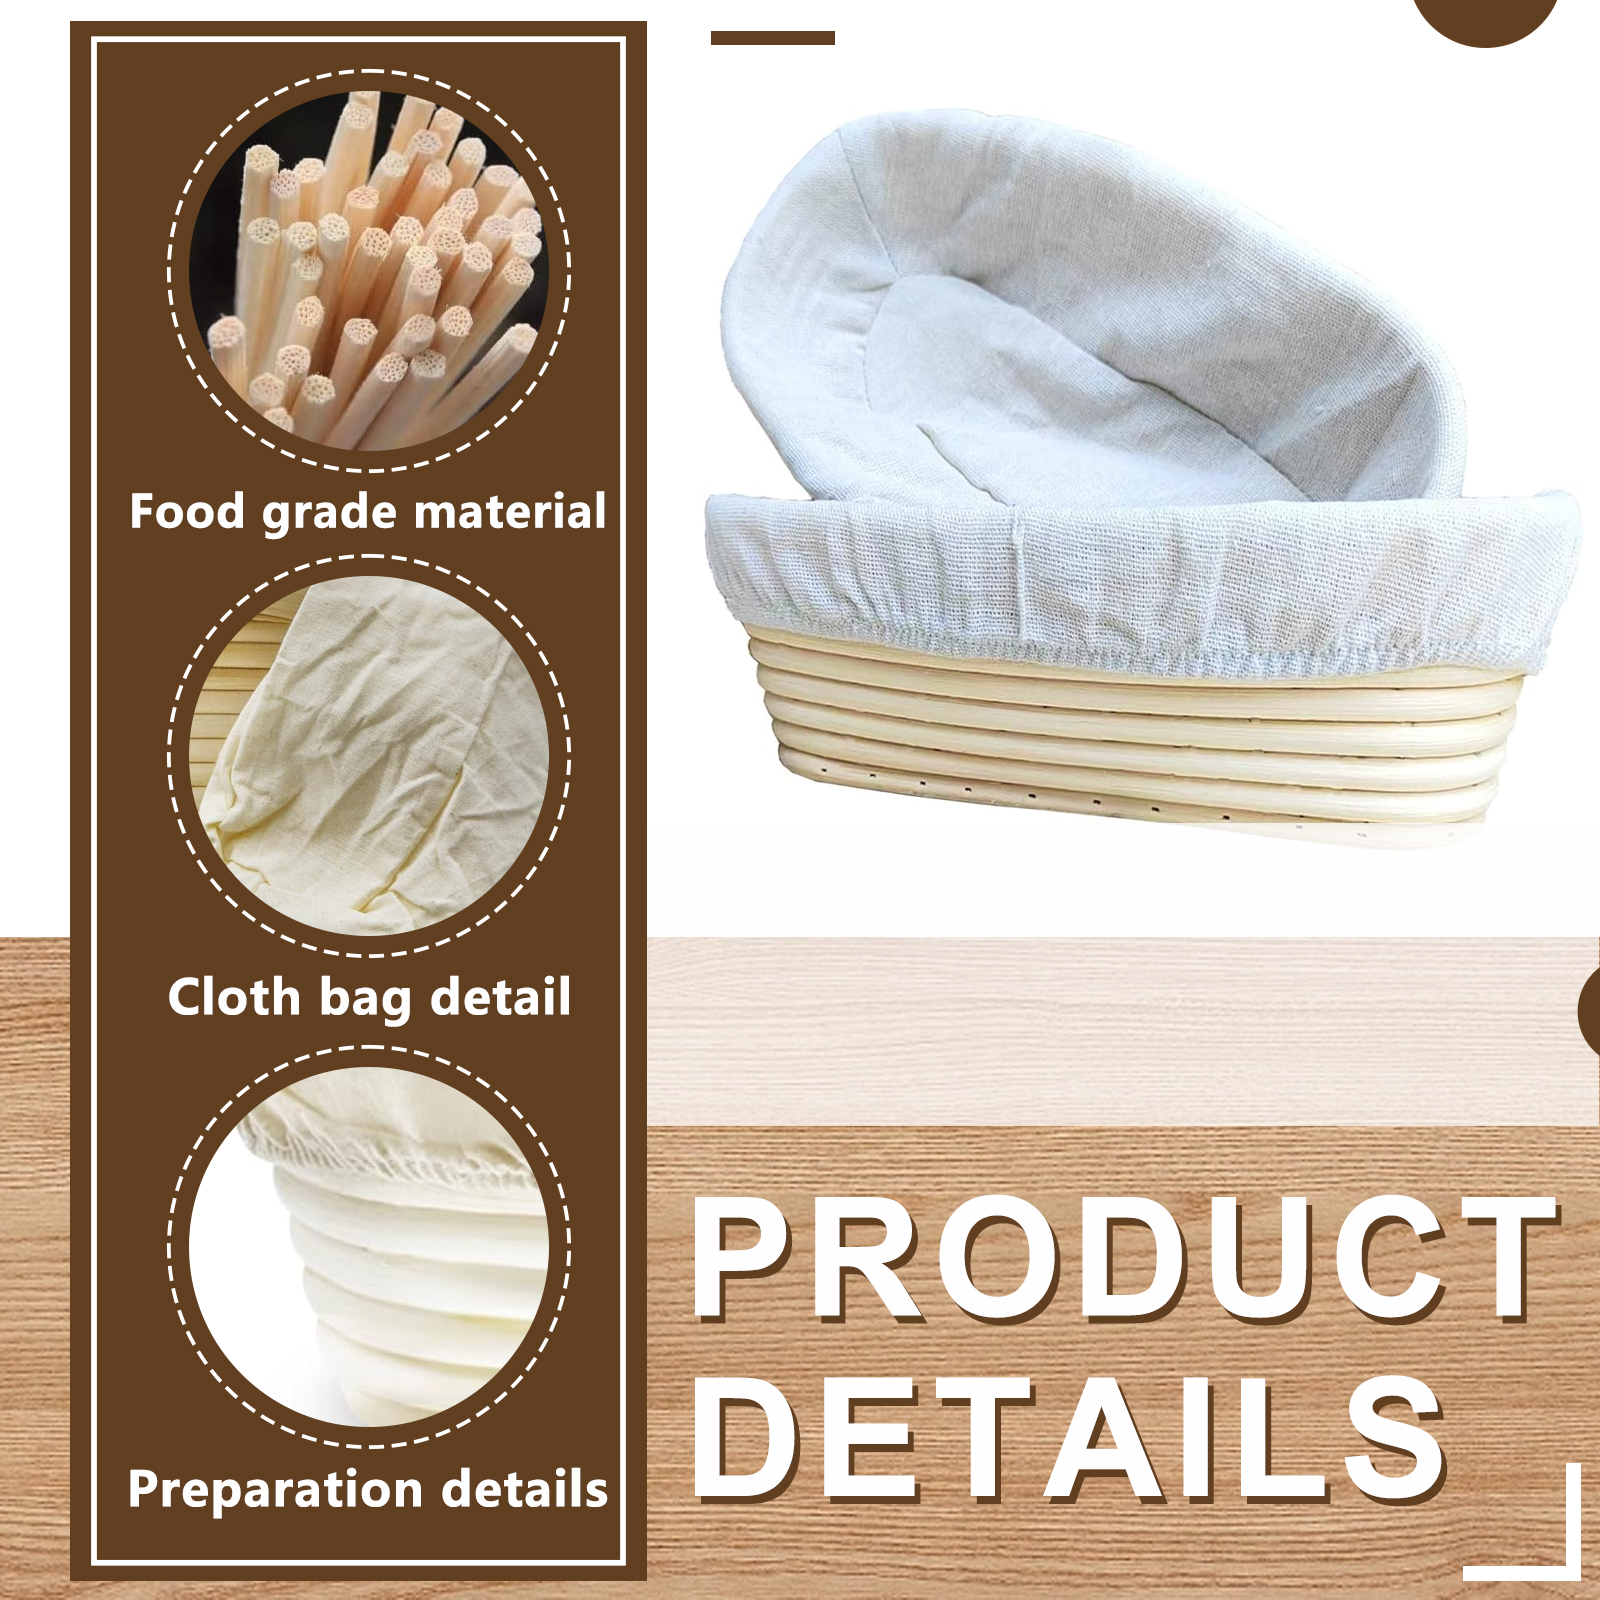 Food grade material
Cloth bag detail
Preparation details
PRODUCT
DETAILS